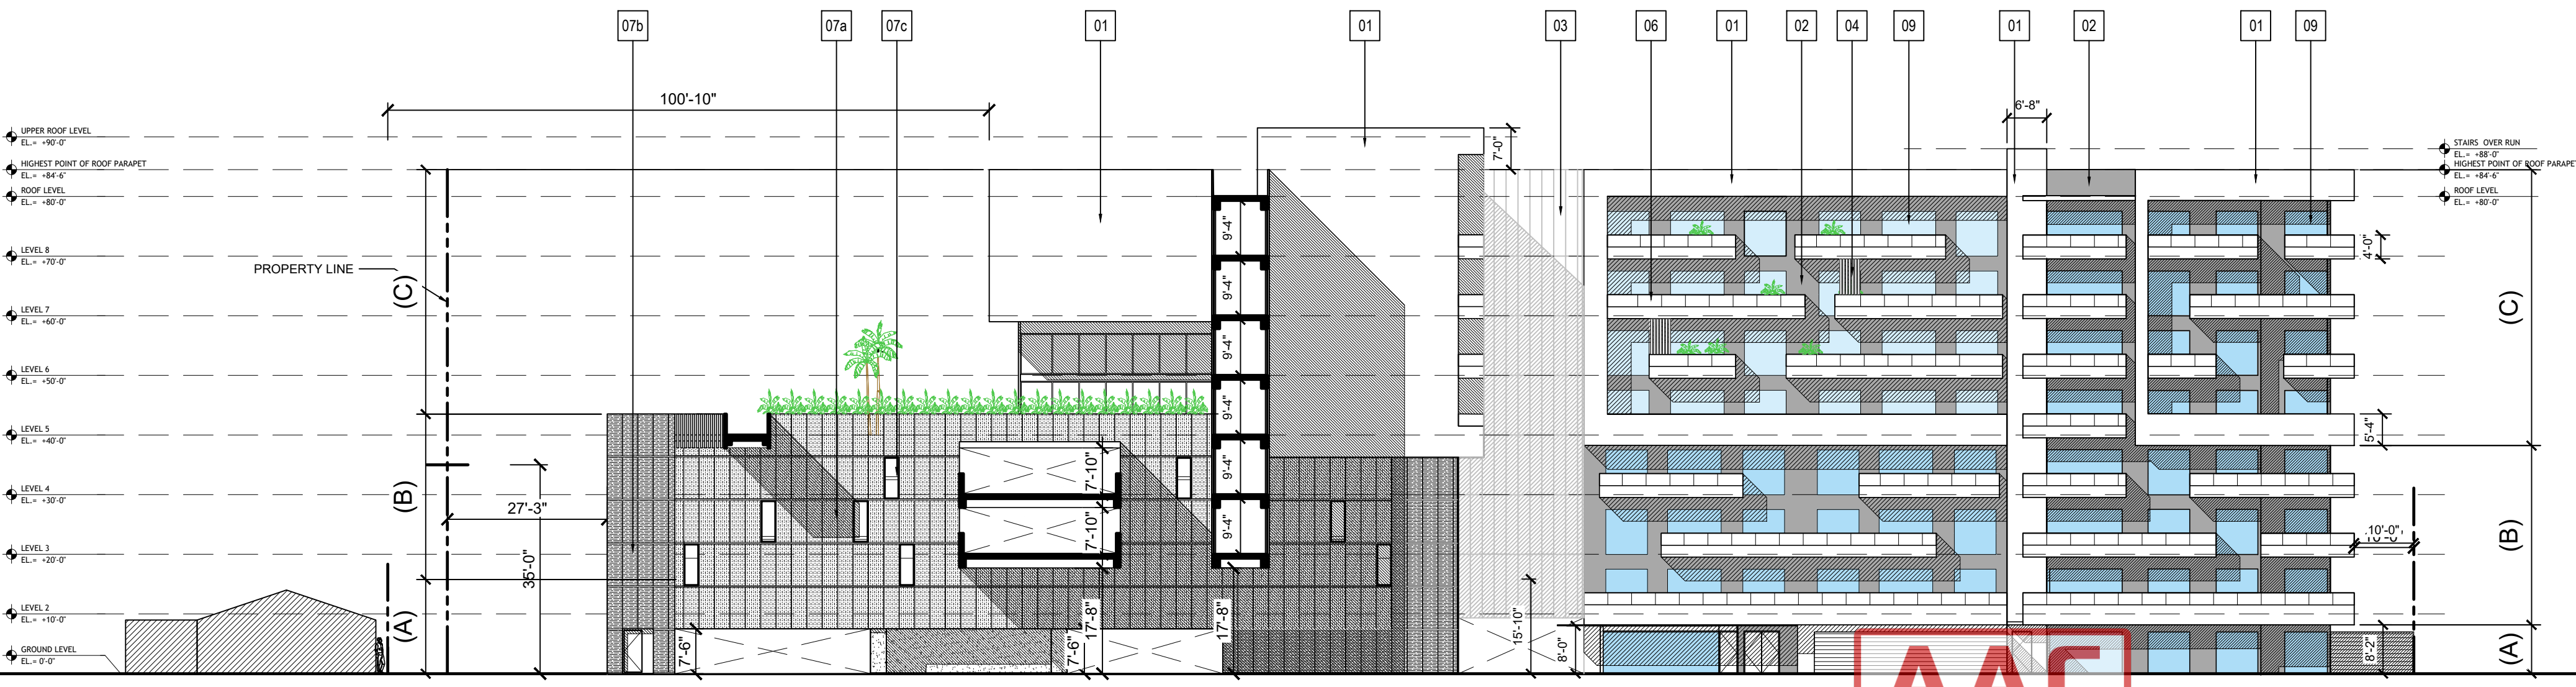 07b
07a
07c
01
01
03
06
01
02
04
09
01
02
01
09
100'-10"
6'-8"
UPPER ROOF LEVEL
EL.= +90'-0"
HIGHEST POINT OF ROOF PARAPET
EL.= +84'-6"
ROOF LEVEL
EL.= +80'-0"
LEVEL 8
EL.= +70'-0"
LEVEL 7
EL.= +60'-0"
LEVEL 6
EL.= +50'-0"
LEVEL 5
EL.= +40'-0"
LEVEL 4
EL.= +30'-0"
LEVEL 3
EL.= +20'-0"
LEVEL 2
EL.= +10'-0"
GROUND LEVEL
EL.= 0'-0"
PROPERTY LINE
(C)
(B)
(A)
27'-3"
35'-0"
7'-6"
7'-10"
7'-10"
17'-8"
7'-6"
9'-4"
9'-4"
9'-4"
9'-4"
9'-4"
9'-4"
17'-8"
7'-0"
15'-10"
8'-0"
STAIRS OVER RUN
EL.= +88'-0"
HIGHEST POINT OF ROOF PARAPE
EL.= +84'-6"
ROOF LEVEL
EL.= +80'-0"
4'-0"
5'-4"
10'-0"
10'-0"
8'-2"
(C)
(B)
(A)